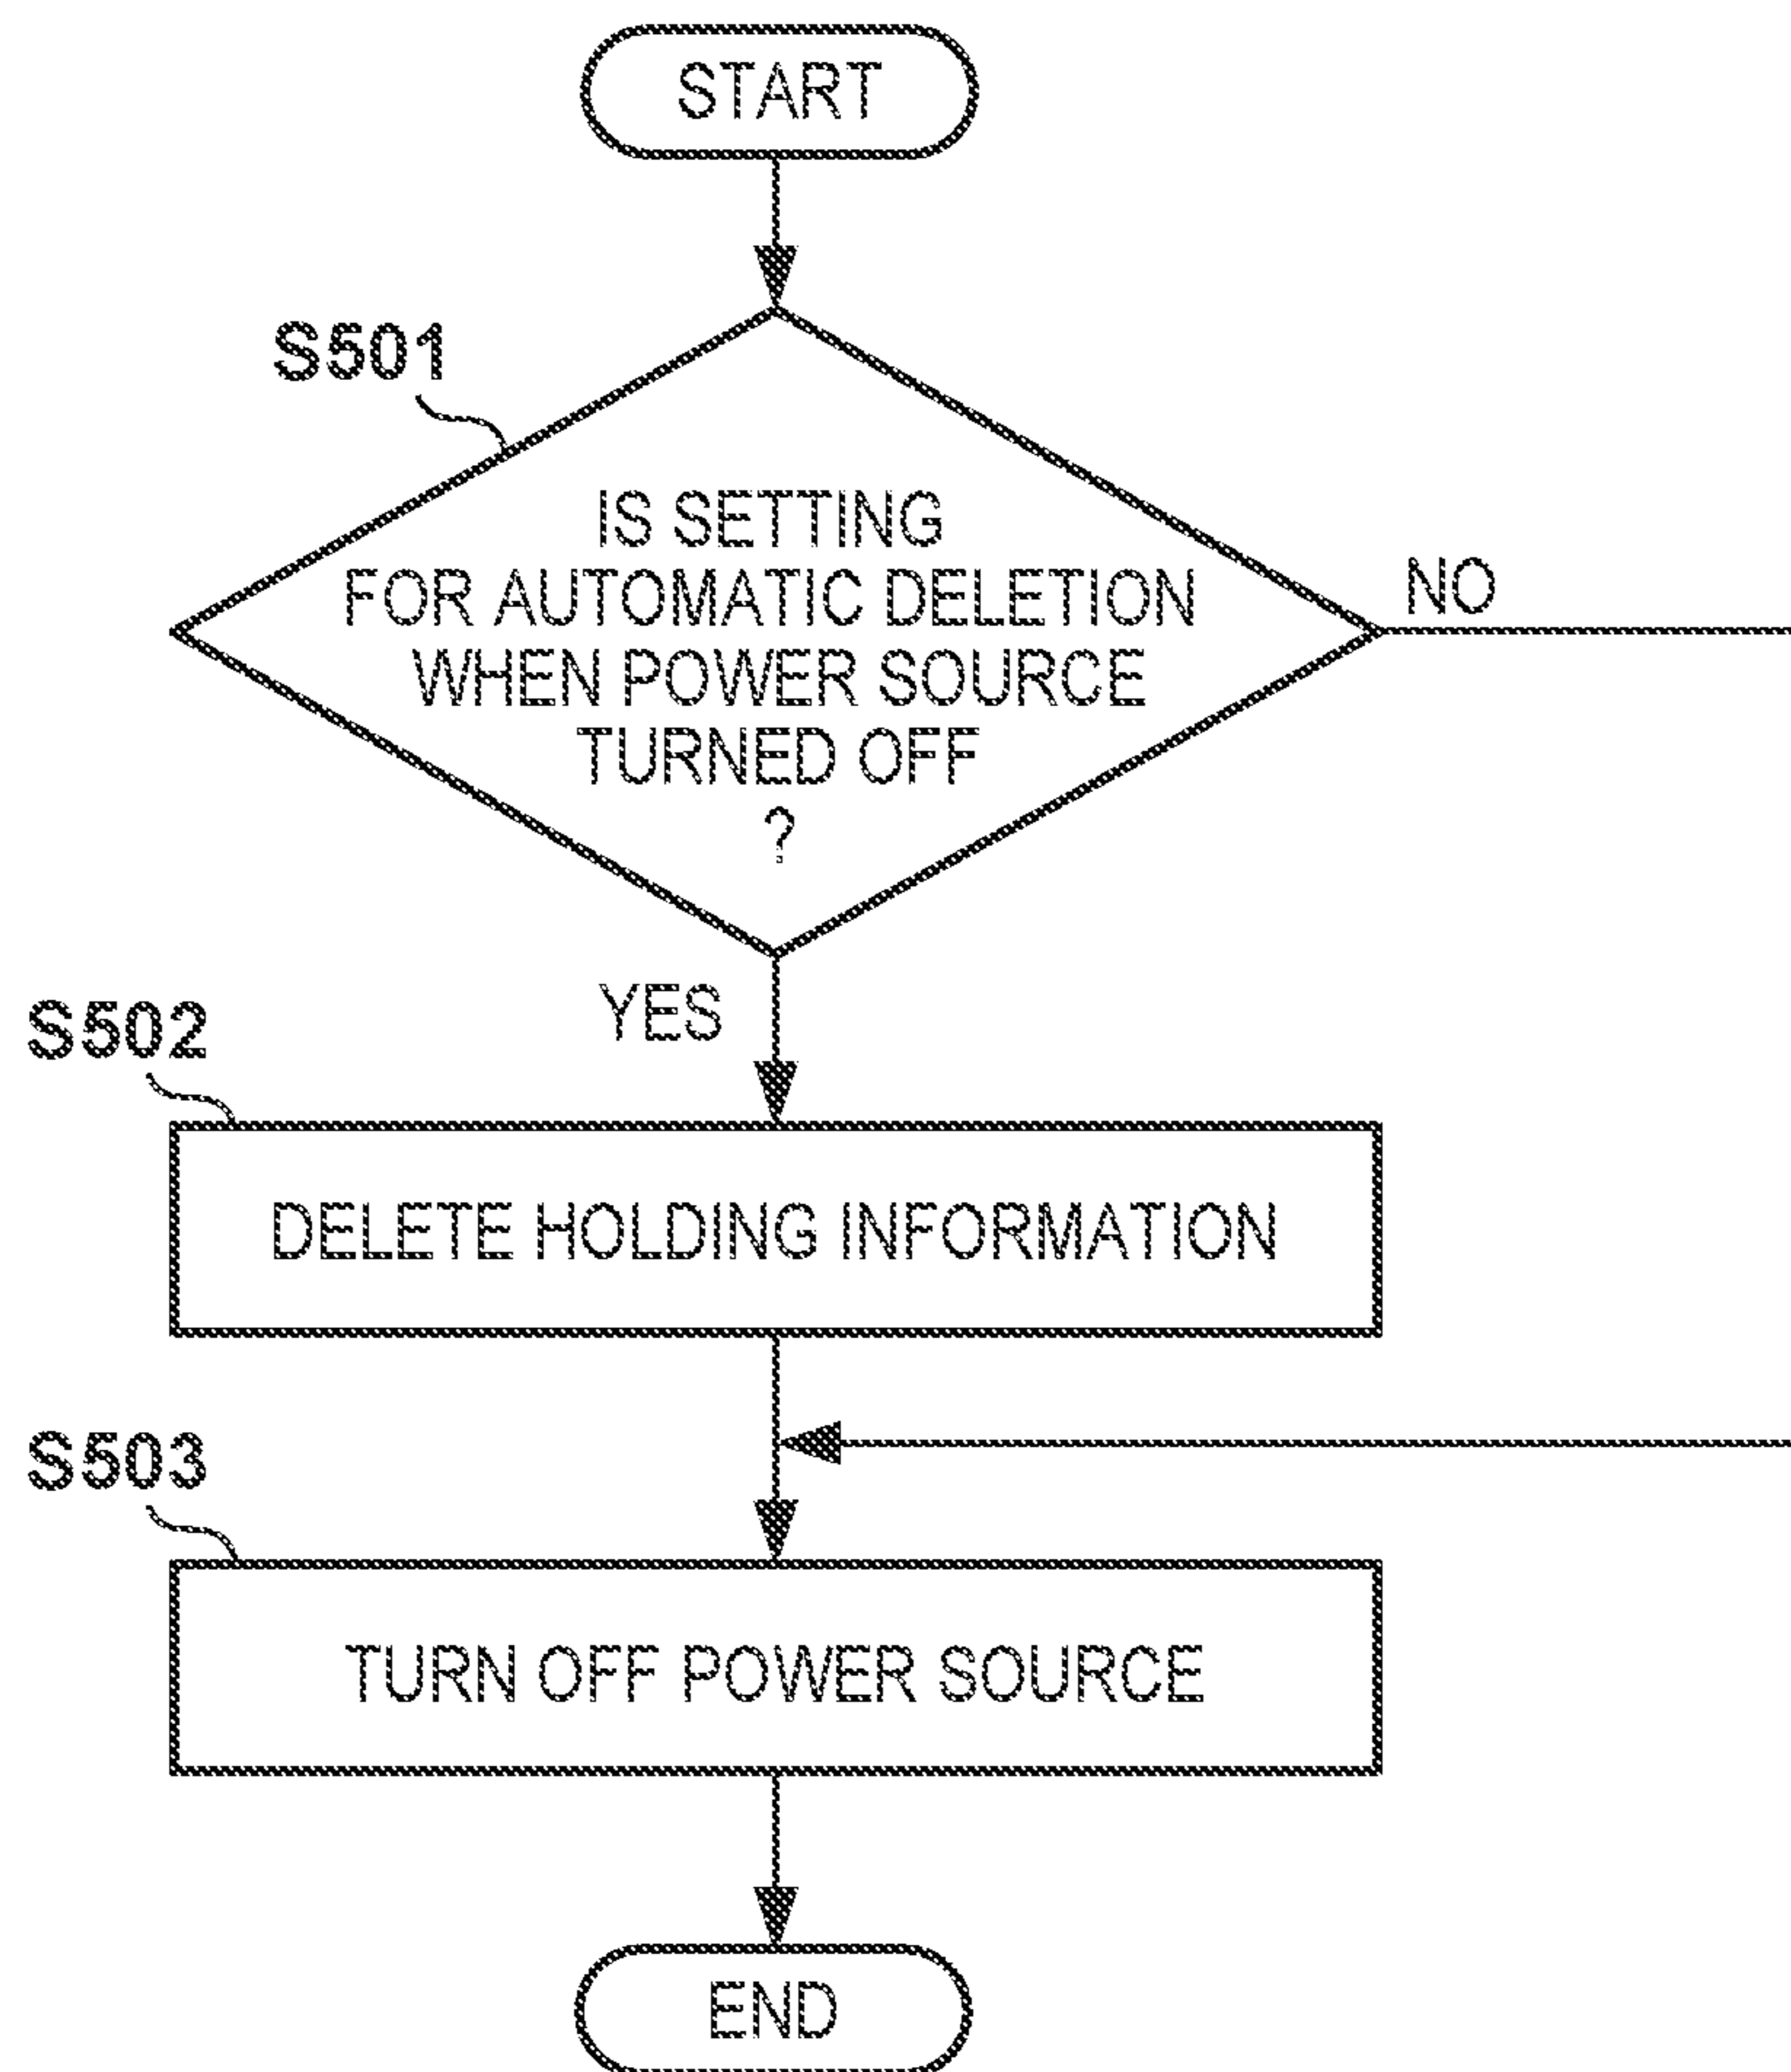 START
S501
IS SETTING
FOR AUTOMATIC DELETION
WHEN POWER SOURCE
TURNED OFF
?
NO
YES
S502
DELETE HOLDING INFORMATION
S503
TURN OFF POWER SOURCE
END